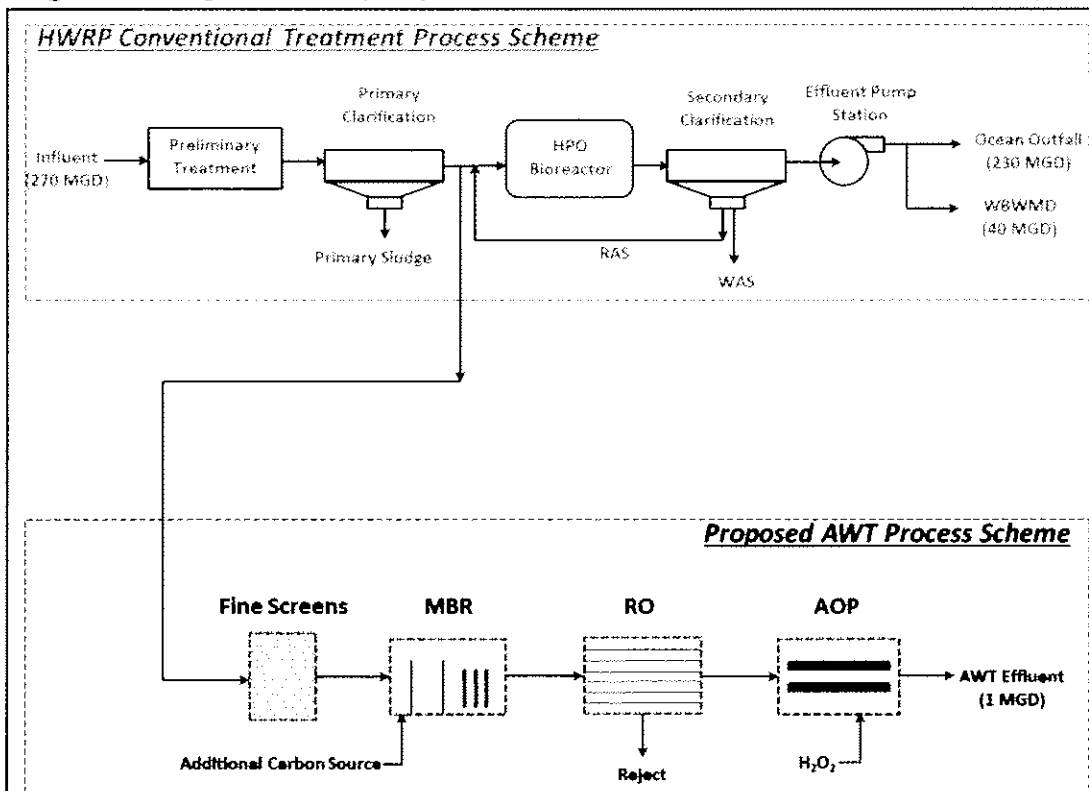 HWRP Conventional Treatment Process Scheme
Primary
Clarification
Secondary
Clarification
Effluent Pump
Station
Influent
(270 MGD)
Preliminary
Treatment
HPO
Bioreactor
Ocean Outfall
(230 MGD)
WBWMD
(40 MGD)
Primary Sludge
RAS
WAS
Proposed AWT Process Scheme
Fine Screens
MBR
RO
AOP
AWT Effluent
(1 MGD)
Additional Carbon Source
Reject
H₂O₂